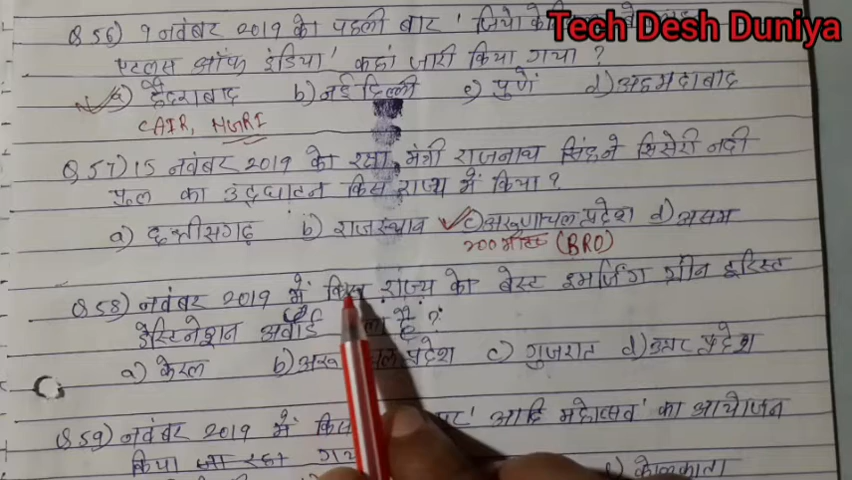 Tech Desh Duniya
Q 56) 9 नवंबर 2019 को पहली बार 'जियो के
एटलस ऑफ इंडिया' कहां जारी किया गया ?
a) हैदराबाद b) नई दिल्ली c) पुणे d) अहमदाबाद
CAIR, NGRI
Q 57) 15 नवंबर 2019 को रक्षा मंत्री राजनाथ सिंह ने सिसेरी नदी
पुल का उद्घाटन किस राज्य में किया ?
a) छत्तीसगढ़ b) राजस्थान c) अरूणाचल प्रदेश d) असम
200 मीटर (BRO)
Q 58) नवंबर 2019 में किस राज्य को बेस्ट इमर्जिंग ग्रीन टूरिस्ट
डेस्टिनेशन अवॉर्ड है ?
a) केरल b) प्रदेश c) गुजरात d) उत्तर प्रदेश
Q 59) नवंबर 2019 में 'आदि महोत्सव' का आयोजन
किया
c) कोलकाता